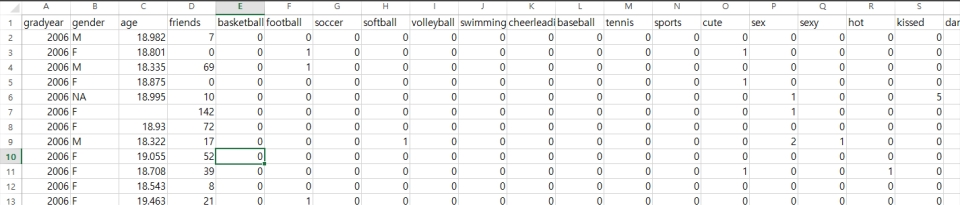 A B C D E F G H I J K L M N O P Q R S
1 gradyear gender age friends basketball football soccer softball volleyball swimming cheerleadi baseball tennis sports cute sex sexy hot kissed dan
2 2006 M 18.982 7 0 0 0 0 0 0 0 0 0 0 0 0 0 0 0
3 2006 F 18.801 0 0 1 0 0 0 0 0 0 0 0 1 0 0 0 0
4 2006 M 18.335 69 0 1 0 0 0 0 0 0 0 0 0 0 0 0 0
5 2006 F 18.875 0 0 0 0 0 0 0 0 0 0 0 1 0 0 0 0
6 2006 NA 18.995 10 0 0 0 0 0 0 0 0 0 0 0 1 0 0 5
7 2006 F 142 0 0 0 0 0 0 0 0 0 0 0 1 0 0 0
8 2006 F 18.93 72 0 0 0 0 0 0 0 0 0 0 0 0 0 0 0
9 2006 M 18.322 17 0 0 0 1 0 0 0 0 0 0 0 2 1 0 0
10 2006 F 19.055 52 0 0 0 0 0 0 0 0 0 0 0 0 0 0 0
11 2006 F 18.708 39 0 0 0 0 0 0 0 0 0 0 1 0 0 1 0
12 2006 F 18.543 8 0 0 0 0 0 0 0 0 0 0 0 0 0 0 0
13 2006 F 19.463 21 0 1 0 0 0 0 0 0 0 0 0 0 0 0 0